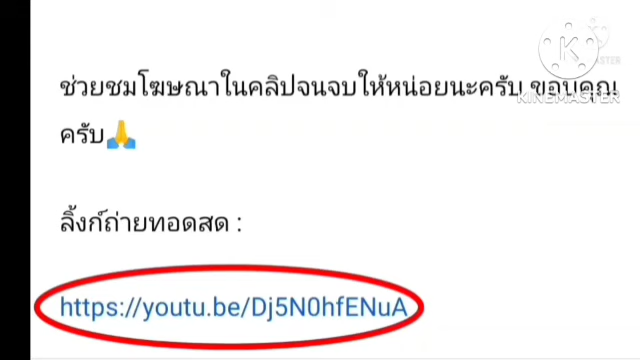 ช่วยชมโฆษณาในคลิปจนจบให้หน่อยนะครับ ขอบคุณ
ครับ🙏
ลิ้งก์ถ่ายทอดสด :
https://youtu.be/Dj5N0hfENuA
K
KINEMASTER